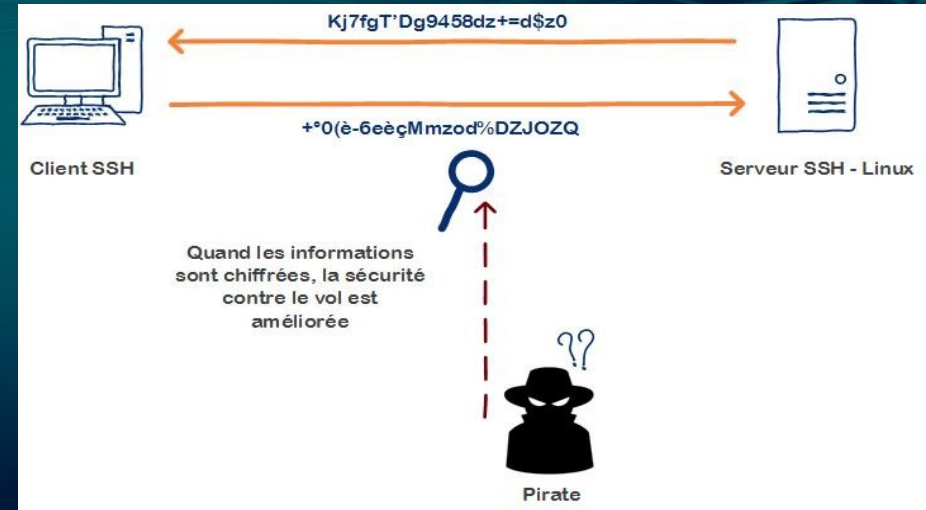 Kj7fgT'Dg9458dz+=d$z0
+°0(è-6eèçMmzod%DZJOZQ
Client SSH
Serveur SSH - Linux
Quand les informations
sont chiffrées, la sécurité
contre le vol est
améliorée
??
Pirate